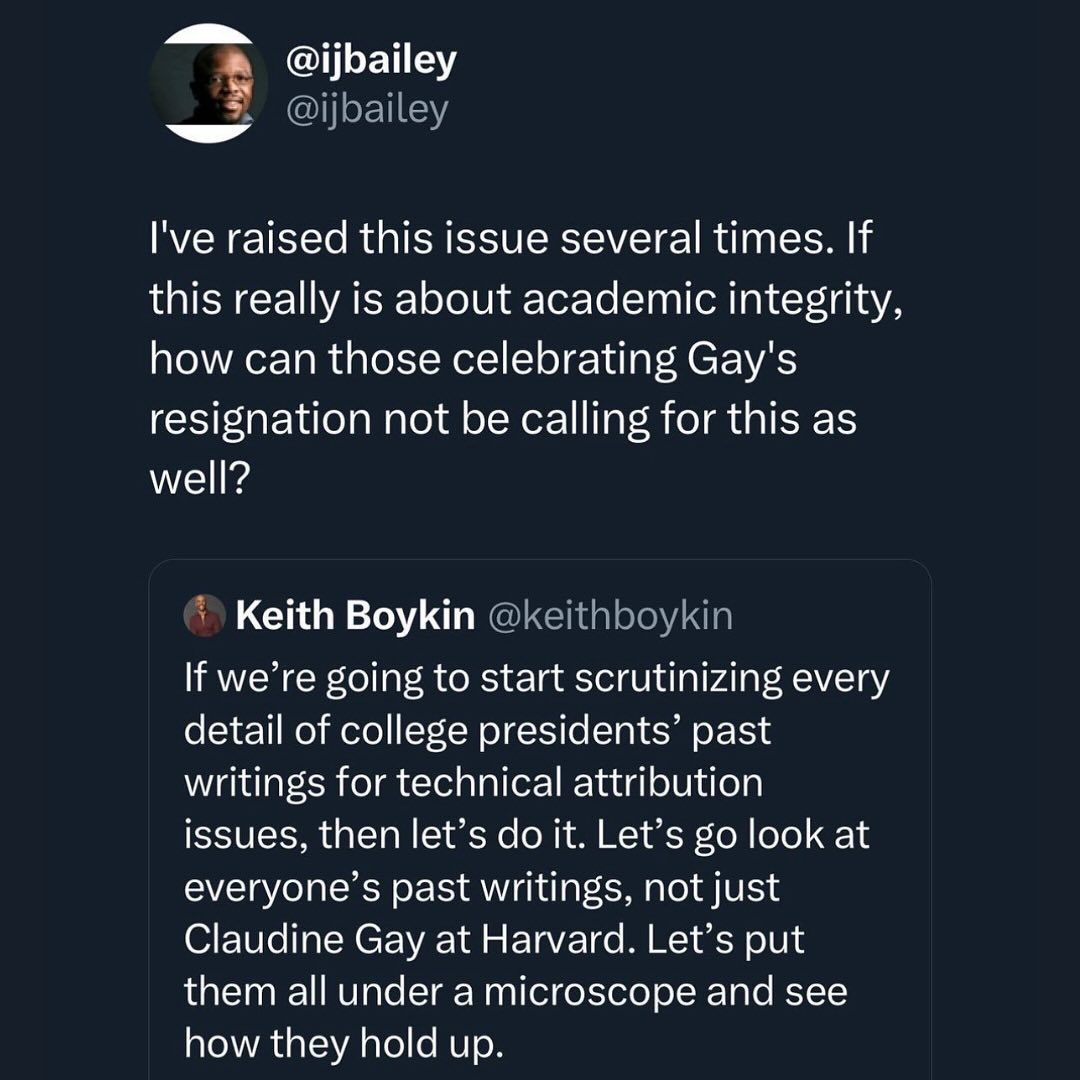 @ijbailey
@ijbailey
I've raised this issue several times. If
this really is about academic integrity,
how can those celebrating Gay's
resignation not be calling for this as
well?
Keith Boykin @keithboykin
If we’re going to start scrutinizing every
detail of college presidents’ past
writings for technical attribution
issues, then let’s do it. Let’s go look at
everyone’s past writings, not just
Claudine Gay at Harvard. Let’s put
them all under a microscope and see
how they hold up.